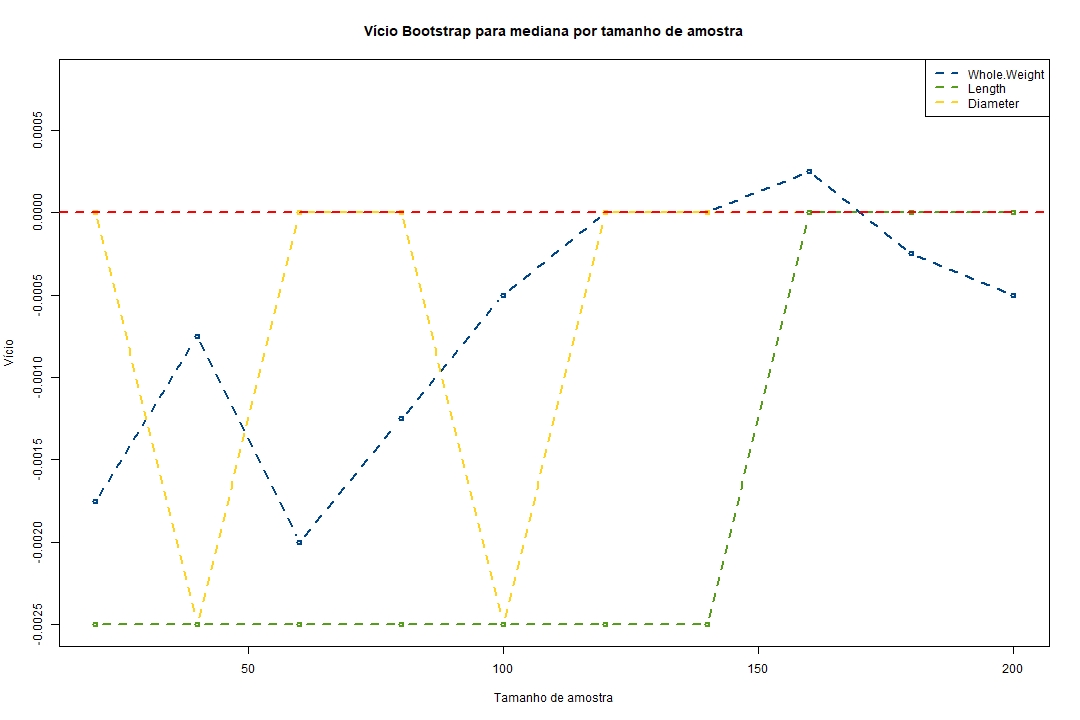 Vício Bootstrap para mediana por tamanho de amostra
Whole.Weight
Length
Diameter
Vício
0.0005
0.0000
-0.0005
-0.0010
-0.0015
-0.0020
-0.0025
50
100
150
200
Tamanho de amostra